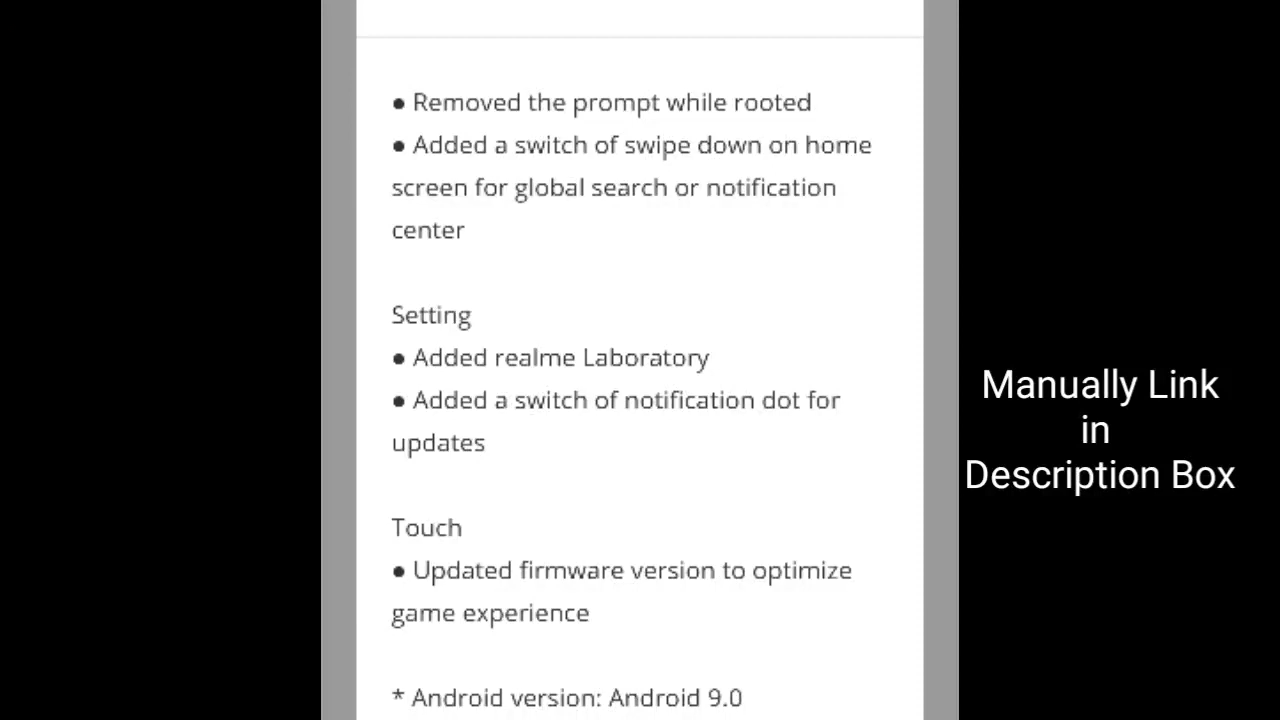 ● Removed the prompt while rooted
● Added a switch of swipe down on home
screen for global search or notification
center
Setting
● Added realme Laboratory
● Added a switch of notification dot for
updates
Touch
● Updated firmware version to optimize
game experience
* Android version: Android 9.0
Manually Link
in
Description Box